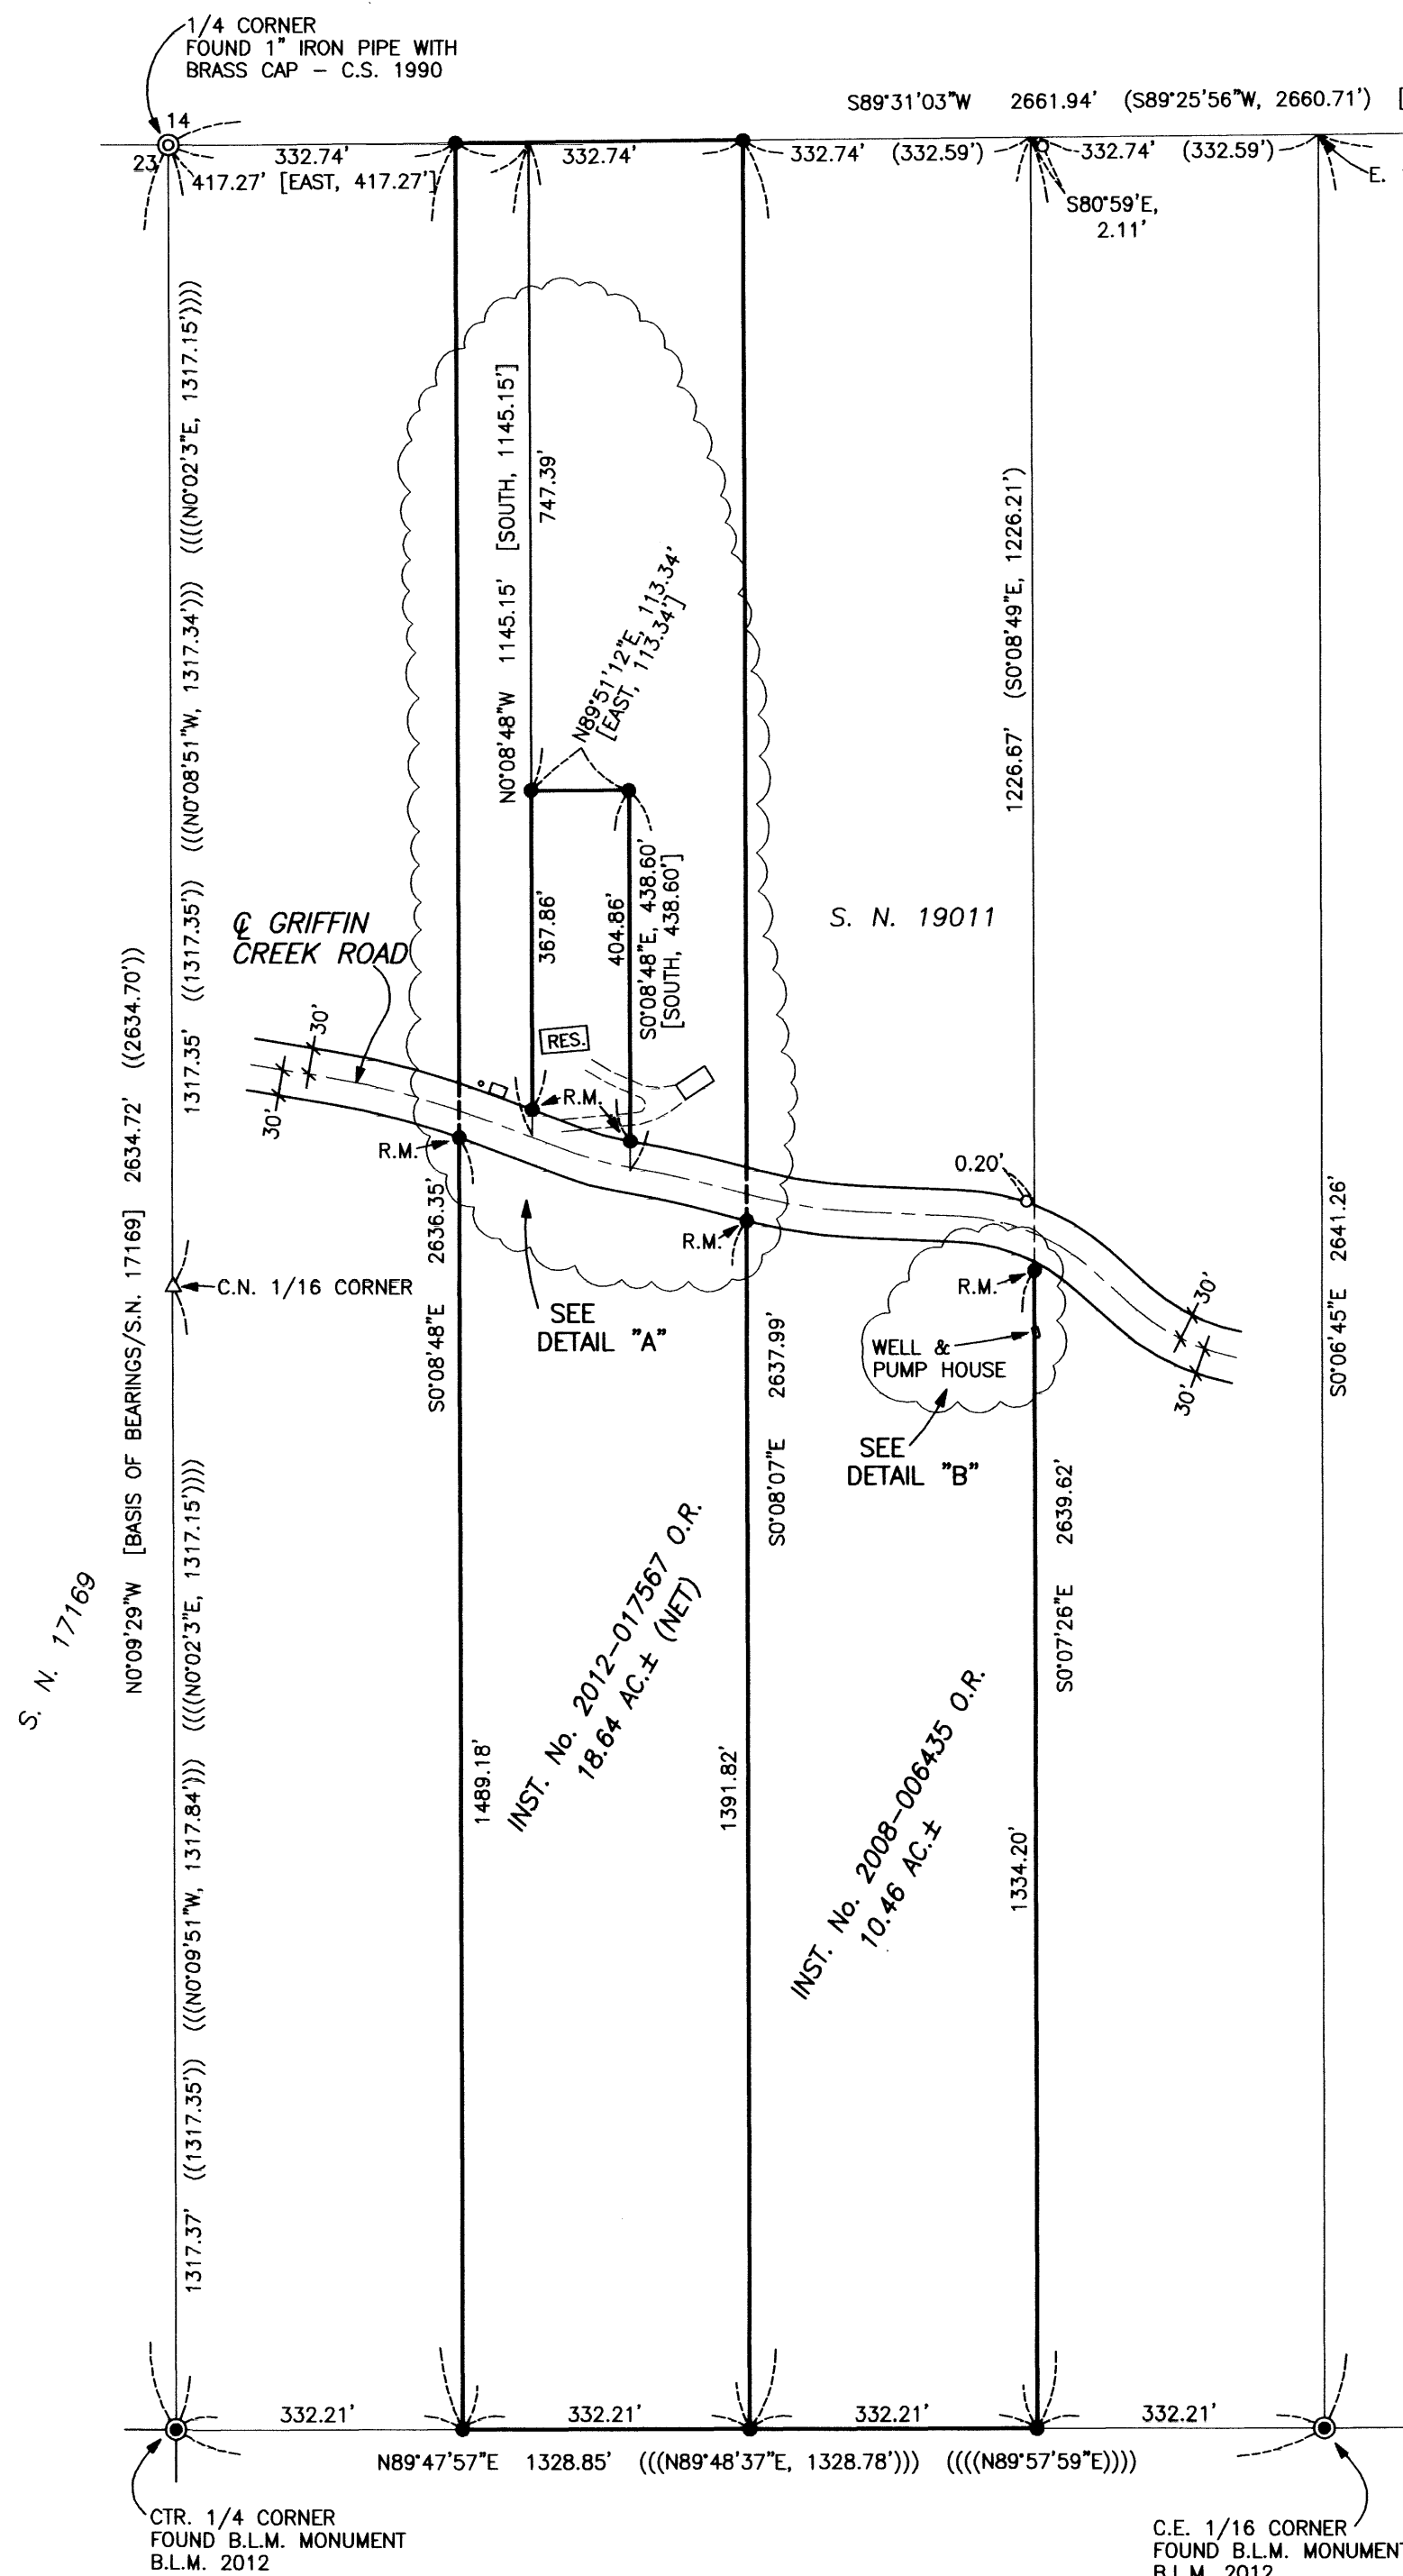 1/4 CORNER
FOUND 1" IRON PIPE WITH
BRASS CAP – C.S. 1990
S89°31'03"W 2661.94' (S89°25'56"W, 2660.71') [
14
23
332.74'
332.74'
332.74' (332.59')
332.74' (332.59')
417.27' [EAST, 417.27']
E.
S80°59'E,
2.11'
((((N0°02'3"E, 1317.15'))))
(((N0°08'51"W, 1317.34')))
1317.35' ((1317.35'))
N0°08'48"W 1145.15' [SOUTH, 1145.15']
747.39'
N89°51'12"E, 113.34'
[EAST, 113.34']
1226.67' (S0°08'49"E, 1226.21')
367.86'
404.86'
S0°08'48"E, 438.60'
[SOUTH, 438.60']
S. N. 19011
℄ GRIFFIN
CREEK ROAD
30'
30'
RES.
R.M.
R.M.
R.M.
0.20'
R.M.
30'
30'
C.N. 1/16 CORNER
SEE
DETAIL "A"
WELL &
PUMP HOUSE
SEE
DETAIL "B"
N0°09'29"W [BASIS OF BEARINGS/S.N. 17169] 2634.72' ((2634.70'))
S0°08'48"E 2636.35'
S0°08'07"E 2637.99'
S0°07'26"E 2639.62'
S0°06'45"E 2641.26'
S. N. 17169
INST. No. 2012–017567 O.R.
18.64 AC.± (NET)
INST. No. 2008–006435 O.R.
10.46 AC.±
1489.18'
1391.82'
1334.20'
1317.37' ((1317.35')) (((N0°09'51"W, 1317.84'))) ((((N0°02'3"E, 1317.15'))))
332.21'
332.21'
332.21'
332.21'
N89°47'57"E 1328.85' (((N89°48'37"E, 1328.78'))) ((((N89°57'59"E))))
CTR. 1/4 CORNER
FOUND B.L.M. MONUMENT
B.L.M. 2012
C.E. 1/16 CORNER
FOUND B.L.M. MONUMENT
B.L.M. 2012